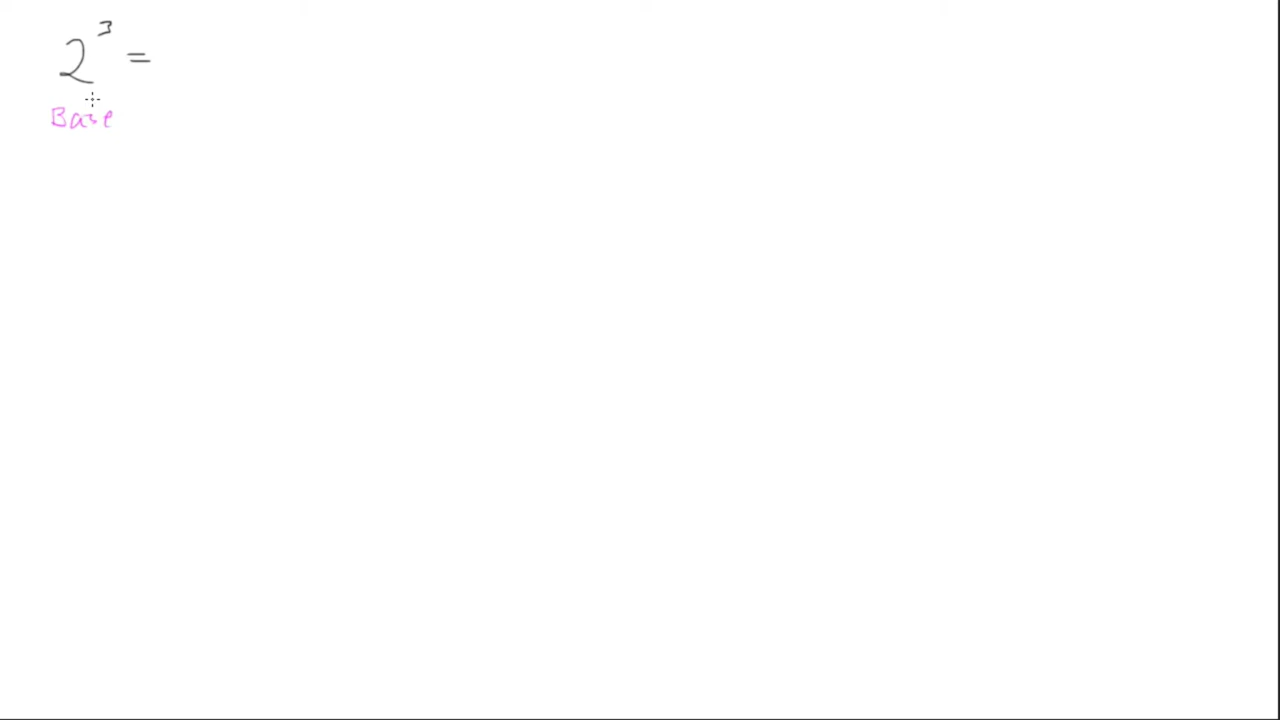 2³ =
Base